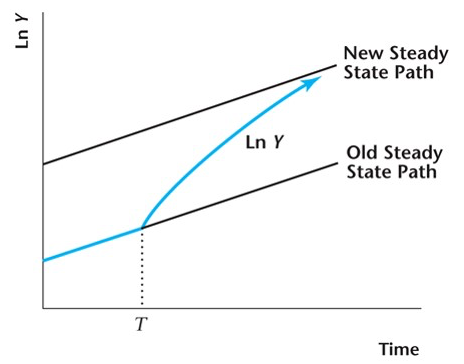 Ln Y
New Steady
State Path
Ln Y
Old Steady
State Path
T
Time